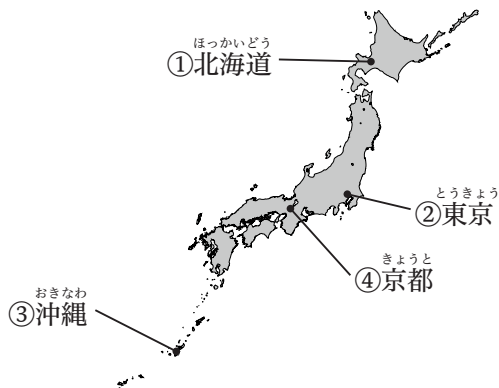 ほっかいどう
①北海道
とうきょう
②東京
きょうと
④京都
おきなわ
③沖縄